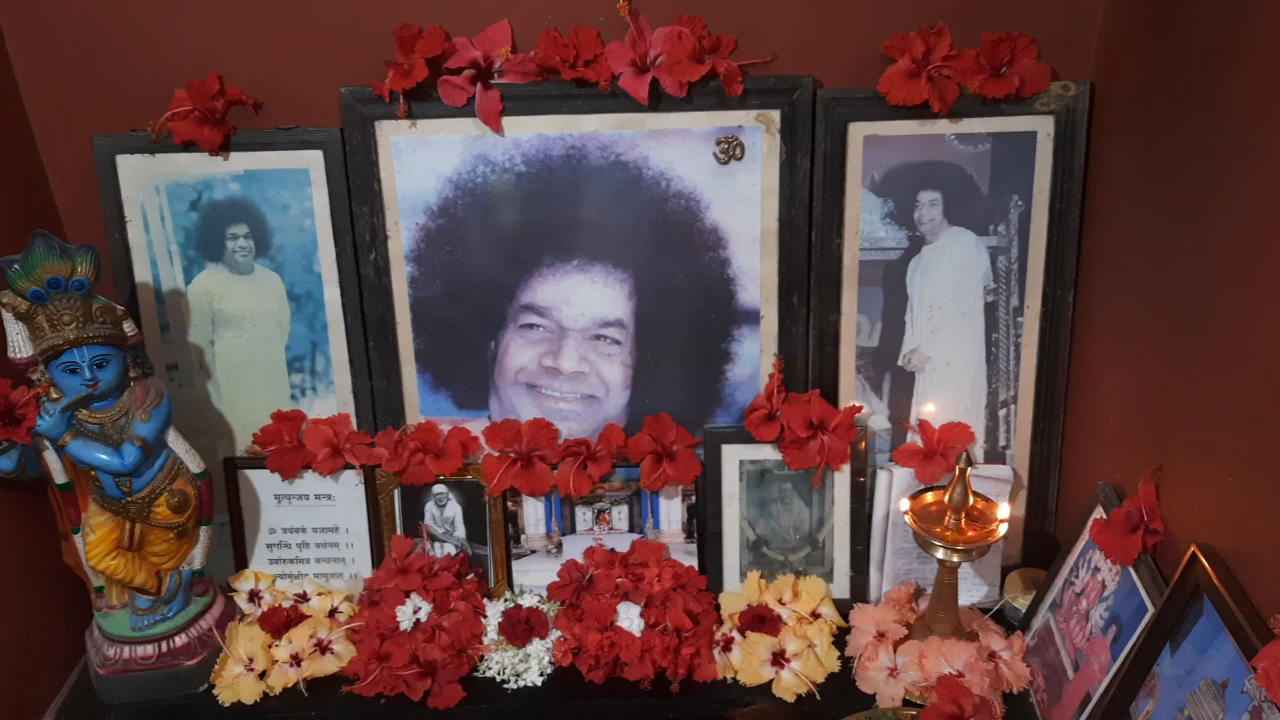 ॐ
मृत्युन्जय मन्त्रः
ॐ त्र्यंबकं यजामहे ।
सुगन्धिं पुष्टि वर्धनम् ।।
उर्वारुकमिव बन्धनात् ।
मामृतात् ।।